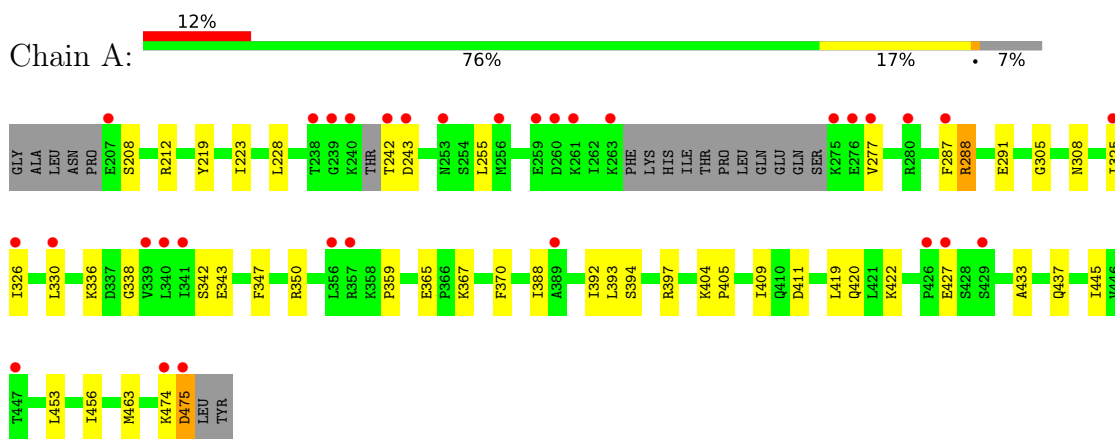 12%
Chain A:
76% 17% • 7%
GLY ALA LEU ASN PRO E207 S208 R212 Y219 I223 L228 T238 G239 K240 THR T242 D243 N253 S254 L255 M256 E259 D260 K261 I262 K263 PHE LYS HIS ILE THR PRO LEU GLN GLU GLN SER K275 E276 V277 R280 F287 R288 E291 G305 N308 I325
I326 L330 K336 D337 G338 V339 L340 I341 S342 E343 F347 R350 L356 R357 K358 P359 E365 P366 K367 F370 I388 A389 I392 L393 S394 R397 K404 P405 I409 Q410 D411 L419 Q420 L421 K422 P426 E427 S428 S429 A433 Q437 I445 V446
T447 L453 I456 M463 K474 D475 LEU TYR